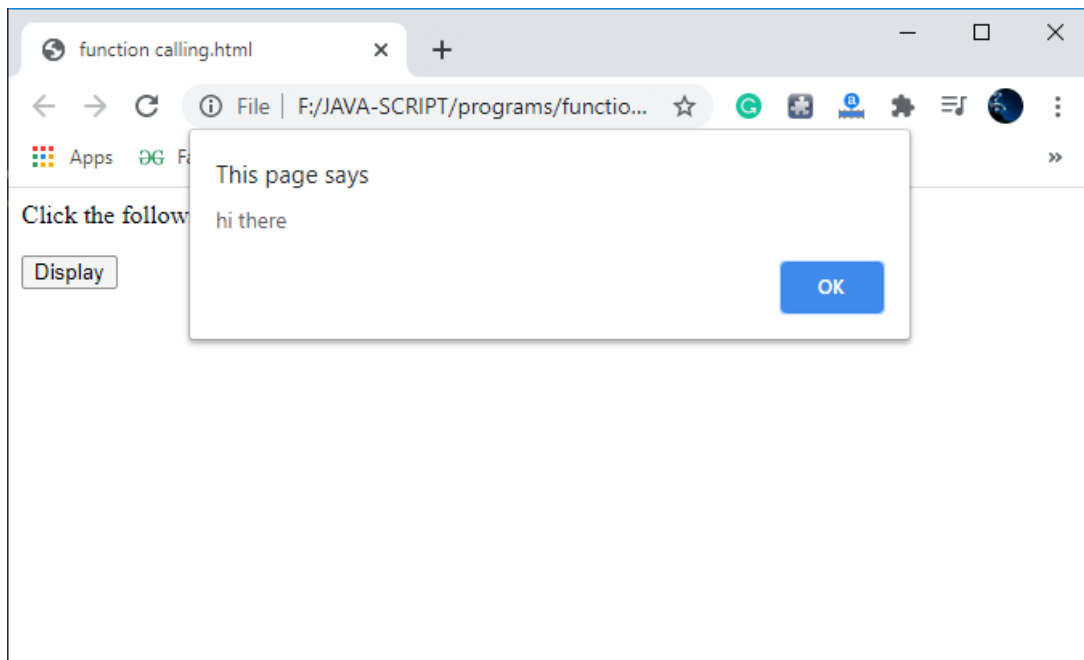 function calling.html
File F:/JAVA-SCRIPT/programs/functio...
Apps
This page says
hi there
OK
Click the follow
Display